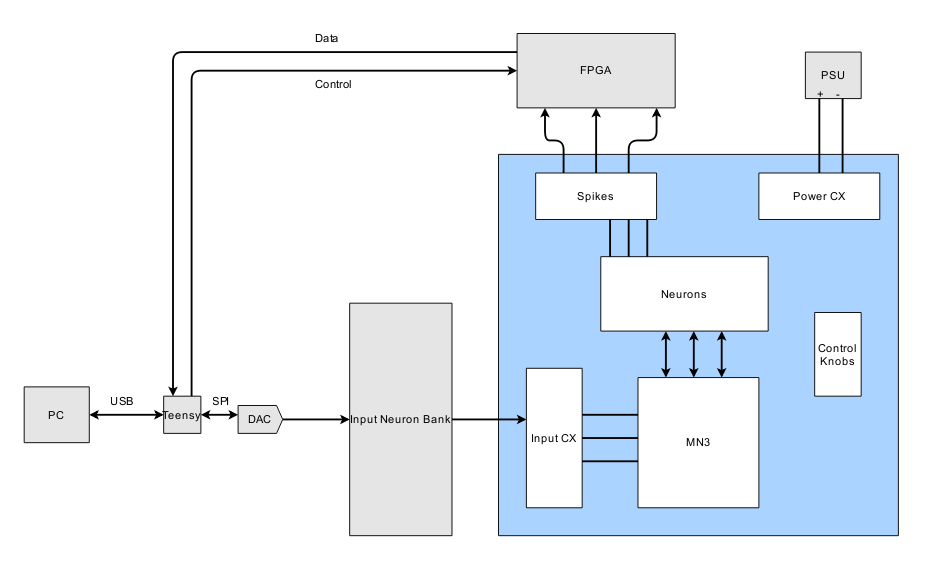 Data
FPGA
PSU
+ -
Control
Spikes
Power CX
Neurons
Control
Knobs
USB
SPI
PC
Teensy
DAC
Input Neuron Bank
Input CX
MN3